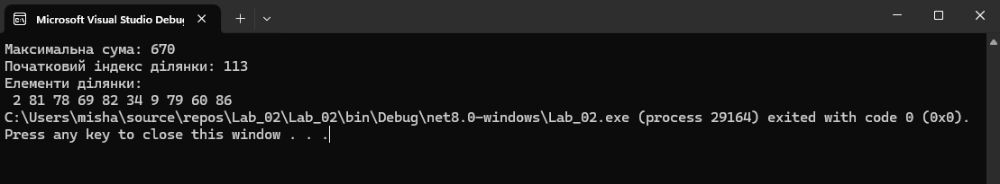 Microsoft Visual Studio Debug
Максимальна сума: 670
Початковий індекс ділянки: 113
Елементи ділянки:
2 81 78 69 82 34 9 79 60 86
C:\Users\misha\source\repos\Lab_02\Lab_02\bin\Debug\net8.0-windows\Lab_02.exe (process 29164) exited with code 0 (0x0).
Press any key to close this window . . .